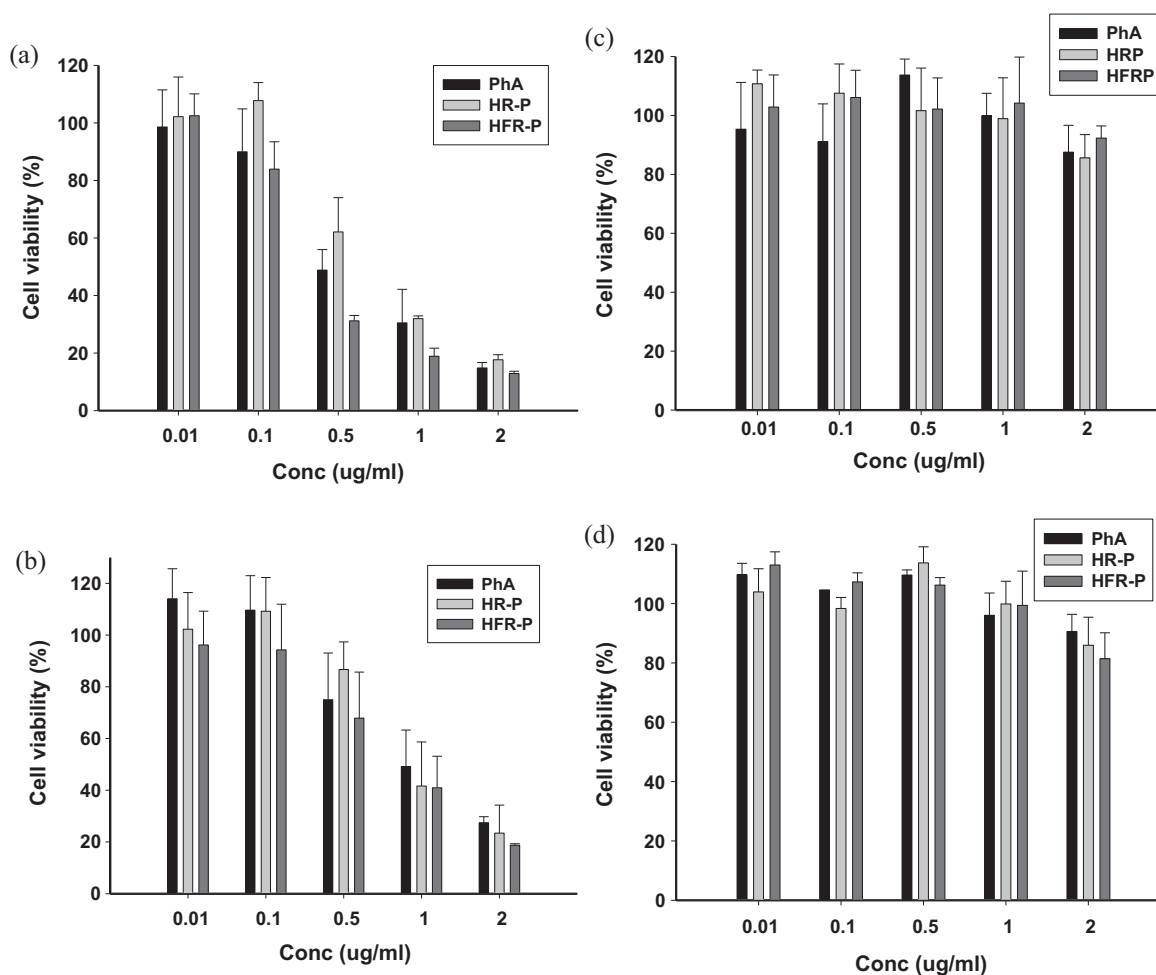 (a)
PhA
HR-P
HFR-P
Cell viability (%)
120
100
80
60
40
20
0
0.01 0.1 0.5 1 2
Conc (ug/ml)
(c)
PhA
HRP
HFRP
Cell viability (%)
120
100
80
60
40
20
0
0.01 0.1 0.5 1 2
Conc (ug/ml)
(b)
PhA
HR-P
HFR-P
Cell viability (%)
120
100
80
60
40
20
0
0.01 0.1 0.5 1 2
Conc (ug/ml)
(d)
PhA
HR-P
HFR-P
Cell viability (%)
120
100
80
60
40
20
0
0.01 0.1 0.5 1 2
Conc (ug/ml)